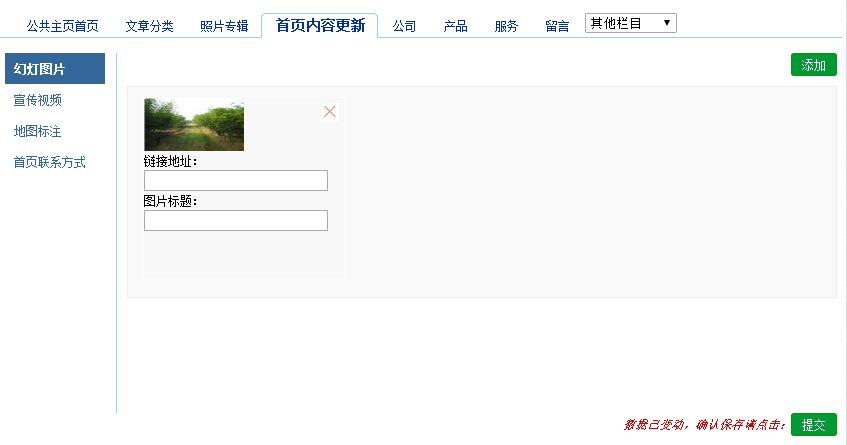 公共主页首页 文章分类 照片专辑 首页内容更新 公司 产品 服务 留言 其他栏目
幻灯图片 添加
宣传视频
地图标注
首页联系方式
链接地址：
图片标题：
数据已变动，确认保存请点击： 提交